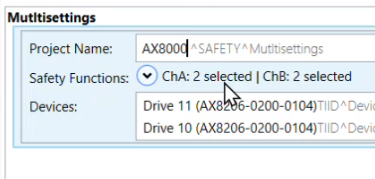 Mutltisettings
Project Name: AX8000^SAFETY^Mutltisettings
Safety Functions: ChA: 2 selected | ChB: 2 selected
Devices: Drive 11 (AX8206-0200-0104)TIID^Devic
Drive 10 (AX8206-0200-0104)TIID^Devic